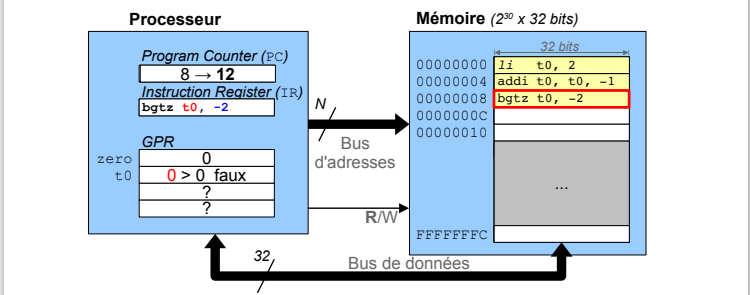 Processeur
Mémoire (2³⁰ x 32 bits)
Program Counter (PC)
8 → 12
Instruction Register (IR)
bgtz t0, -2
GPR
zero 0
t0 0 > 0 faux
?
?
N
Bus
d'adresses
R/W
32 bits
00000000 li t0, 2
00000004 addi t0, t0, -1
00000008 bgtz t0, -2
0000000C
00000010
...
FFFFFFFC
32
Bus de données